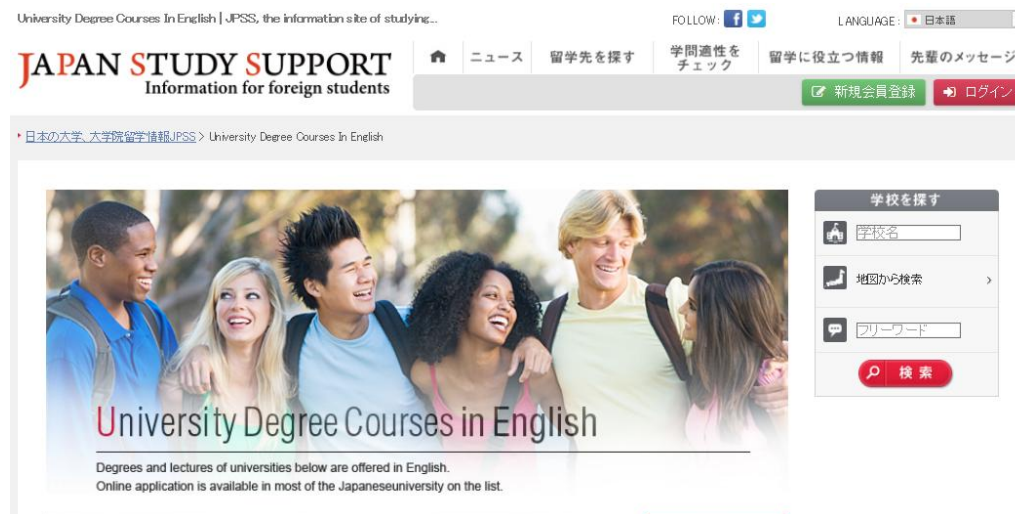 University Degree Courses In English | JPSS, the information site of studying...
FOLLOW:
LANGUAGE: 日本語
JAPAN STUDY SUPPORT
Information for foreign students
ニュース
留学先を探す
学問適性を
チェック
留学に役立つ情報
先輩のメッセージ
新規会員登録
ログイン
日本の大学、大学院留学情報JPSS > University Degree Courses In English
学校を探す
学校名
地図から検索
フリーワード
検索
University Degree Courses in English
Degrees and lectures of universities below are offered in English.
Online application is available in most of the Japaneseuniversity on the list.